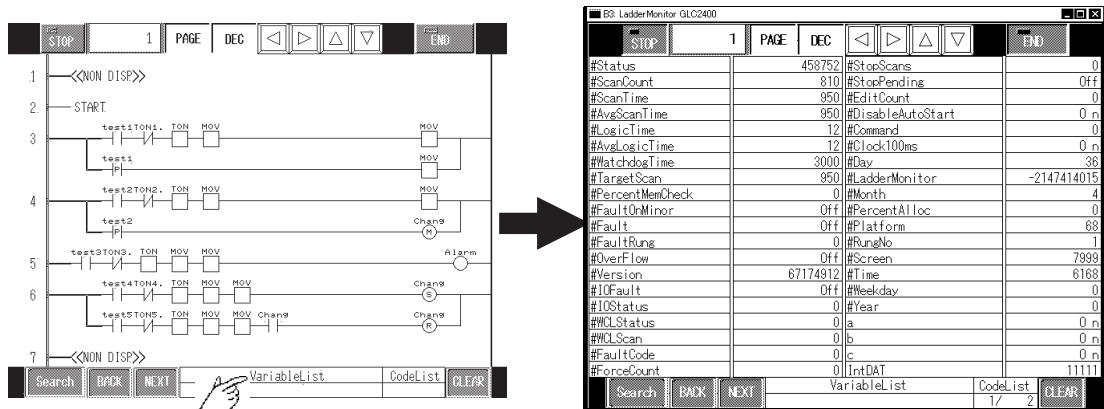 STOP 1 PAGE DEC END
1 <<NON DISP>>
2 START
test1TON1. TON MOV MOV
3
test1
P
test2TON2. TON MOV MOV
4
test2 Chang
P M
test3TON3. TON MOV MOV Alarm
5
test4TON4. TON MOV MOV Chang
6 S
test5TON5. TON MOV MOV Chang Chang
R
7 <<NON DISP>>
Search BACK NEXT VariableList CodeList CLEAR
B3: LadderMonitor GLC2400
STOP 1 PAGE DEC END
#Status 458752 #StopScans 0
#ScanCount 810 #StopPending Off
#ScanTime 950 #EditCount 0
#AvgScanTime 950 #DisableAutoStart 0 n
#LogicTime 12 #Command 0
#AvgLogicTime 12 #Clock100ms 0 n
#WatchdogTime 3000 #Day 36
#TargetScan 950 #LadderMonitor -2147414015
#PercentMemCheck 0 #Month 4
#FaultOnMinor Off #PercentAlloc 0
#Fault Off #Platform 68
#FaultRung 0 #RungNo 1
#OverFlow Off #Screen 7999
#Version 67174912 #Time 6168
#IOFault Off #Weekday 0
#IOStatus 0 #Year 0
#WCLStatus 0 a 0 n
#WCLScan 0 b 0 n
#FaultCode 0 c 0 n
#ForceCount 0 IntDAT 11111
Search BACK NEXT VariableList CodeList CLEAR
1/ 2